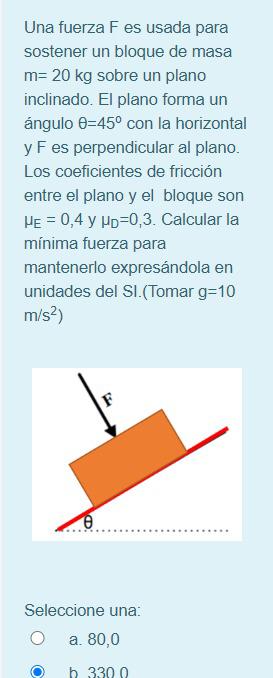 Una fuerza F es usada para
sostener un bloque de masa
m= 20 kg sobre un plano
inclinado. El plano forma un
ángulo θ=45º con la horizontal
y F es perpendicular al plano.
Los coeficientes de fricción
entre el plano y el bloque son
μE = 0,4 y μD=0,3. Calcular la
mínima fuerza para
mantenerlo expresándola en
unidades del SI.(Tomar g=10
m/s²)
F
θ
Seleccione una:
a. 80,0
b. 330,0